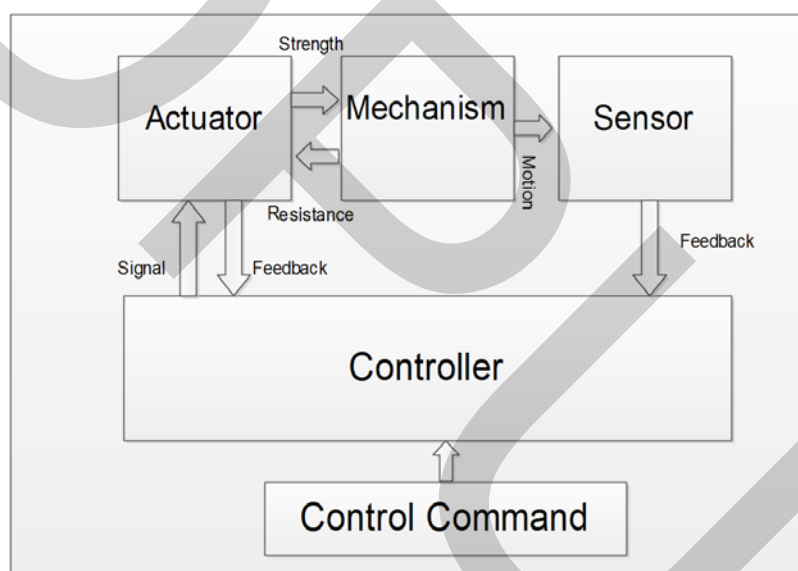 Strength
Actuator
Mechanism
Sensor
Motion
Resistance
Signal
Feedback
Feedback
Controller
Control Command